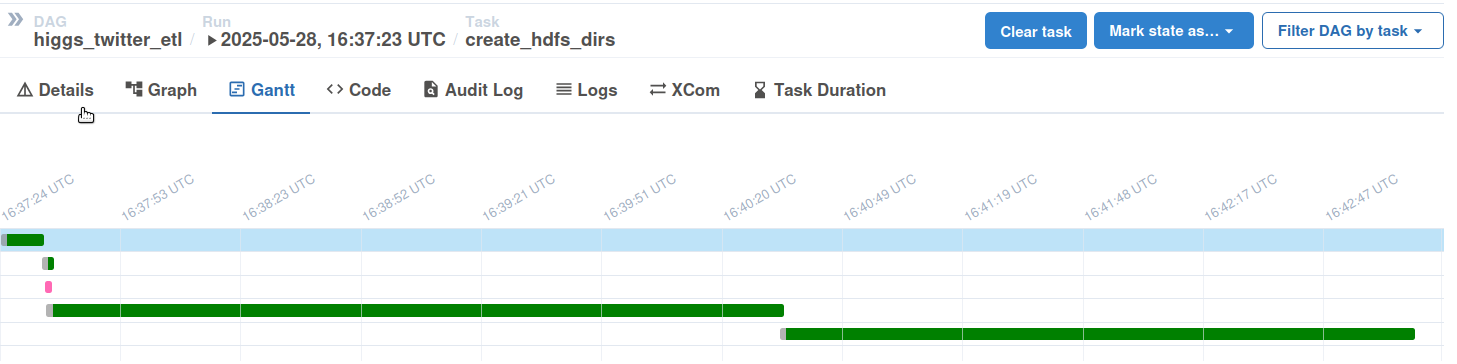 DAG Run Task
higgs_twitter_etl / 2025-05-28, 16:37:23 UTC / create_hdfs_dirs
Clear task Mark state as... Filter DAG by task
Details Graph Gantt Code Audit Log Logs XCom Task Duration
16:37:24 UTC 16:37:53 UTC 16:38:23 UTC 16:38:52 UTC 16:39:21 UTC 16:39:51 UTC 16:40:20 UTC 16:40:49 UTC 16:41:19 UTC 16:41:48 UTC 16:42:17 UTC 16:42:47 UTC